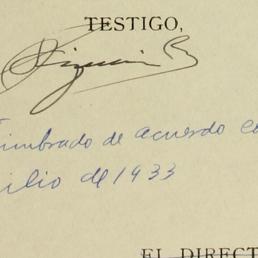 TESTIGO,
timbrado de acuerdo co
ilio de 1933
EL DIRECT